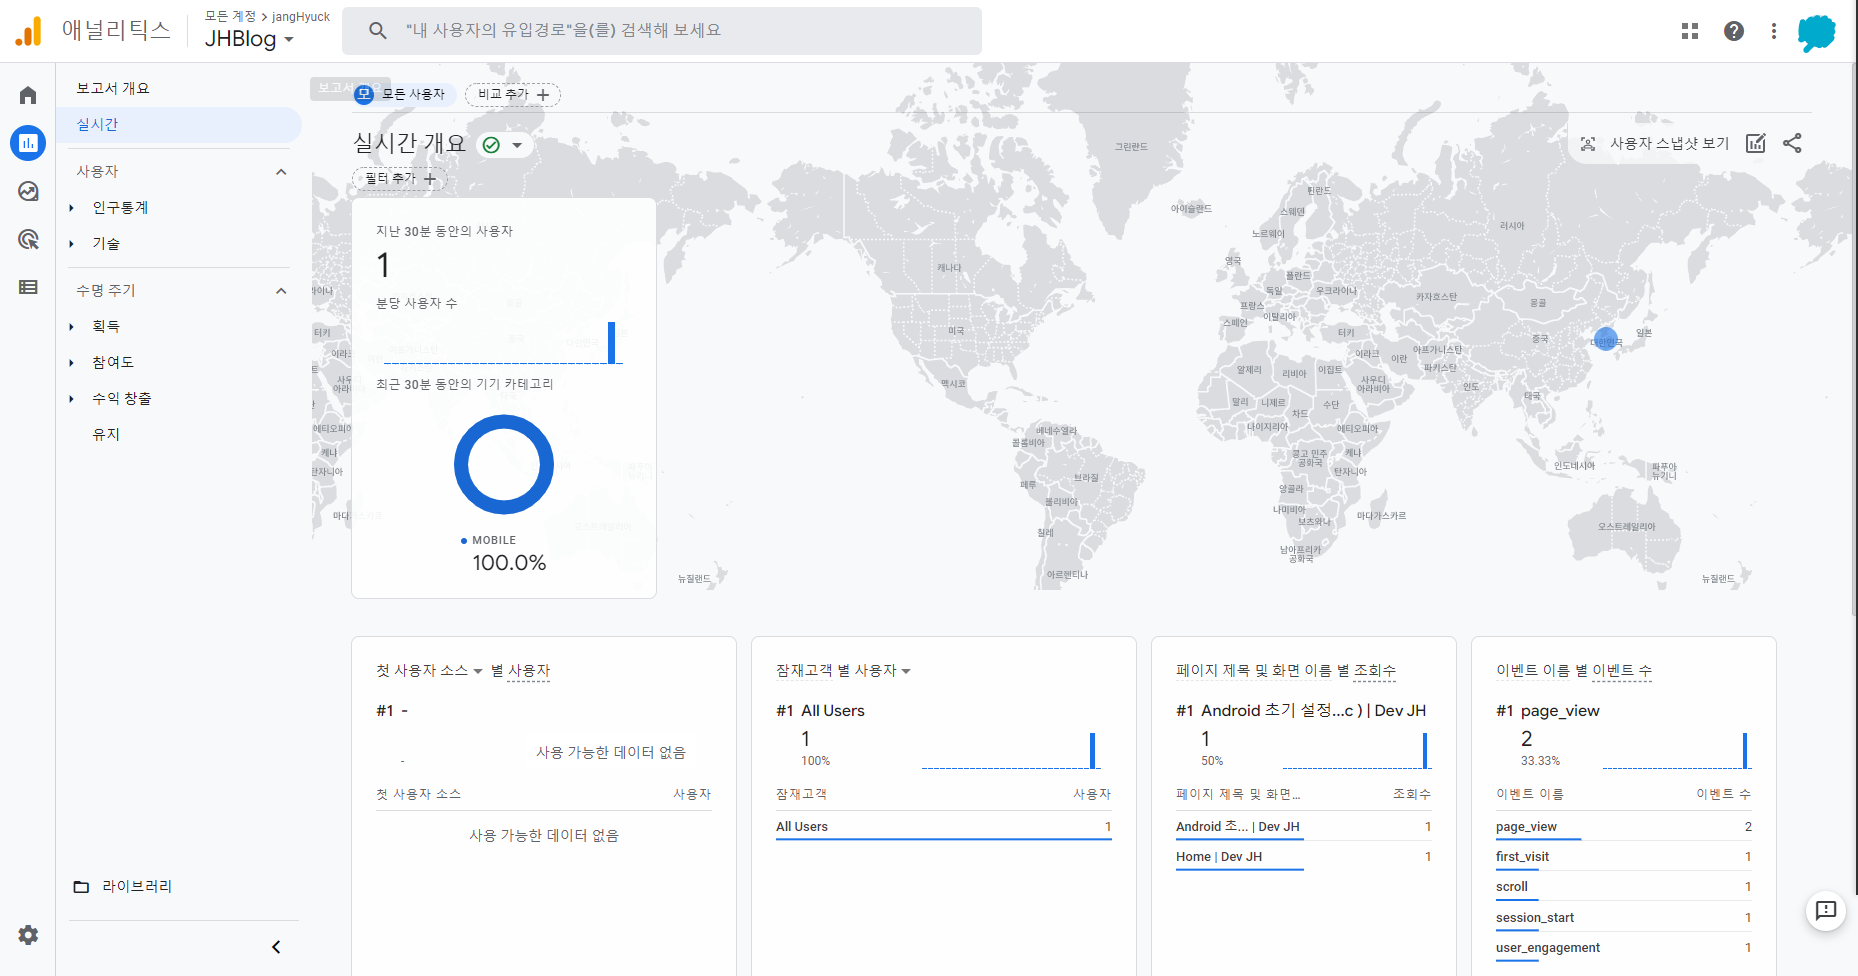 애널리틱스
모든 계정 > jangHyuck
JHBlog
"내 사용자의 유입경로"을(를) 검색해 보세요
보고서 개요
실시간
사용자
인구통계
기술
수명 주기
획득
참여도
수익 창출
유지
라이브러리
모 모든 사용자
비교 추가 +
실시간 개요
필터 추가 +
사용자 스냅샷 보기
지난 30분 동안의 사용자
1
분당 사용자 수
최근 30분 동안의 기기 카테고리
MOBILE
100.0%
그린란드
아이슬란드
핀란드
스웨덴
노르웨이
러시아
영국
캐나다
폴란드
독일
우크라이나
프랑스
카자흐스탄
몽골
이탈리아
스페인
미국
터키
일본
중국
대한민국
이라크
이란
아프가니스탄
파키스탄
알제리
리비아
이집트
사우디
아라비아
인도
멕시코
태국
말리
니제르
차드
수단
나이지리아
에티오피아
베네수엘라
콜롬비아
콩고 민주
공화국
케냐
탄자니아
인도네시아
파푸아
뉴기니
브라질
페루
볼리비아
앙골라
나미비아
보츠와나
마다가스카르
오스트레일리아
칠레
남아프리카
공화국
아르헨티나
뉴질랜드
뉴질랜드
터키
에티오피아
케냐
탄자니아
첫 사용자 소스 별 사용자
#1 -
사용 가능한 데이터 없음
-
첫 사용자 소스 사용자
사용 가능한 데이터 없음
잠재고객 별 사용자
#1 All Users
1
100%
잠재고객 사용자
All Users 1
페이지 제목 및 화면 이름 별 조회수
#1 Android 초기 설정...c ) | Dev JH
1
50%
페이지 제목 및 화면... 조회수
Android 초... | Dev JH 1
Home | Dev JH 1
이벤트 이름 별 이벤트 수
#1 page_view
2
33.33%
이벤트 이름 이벤트 수
page_view 2
first_visit 1
scroll 1
session_start 1
user_engagement 1